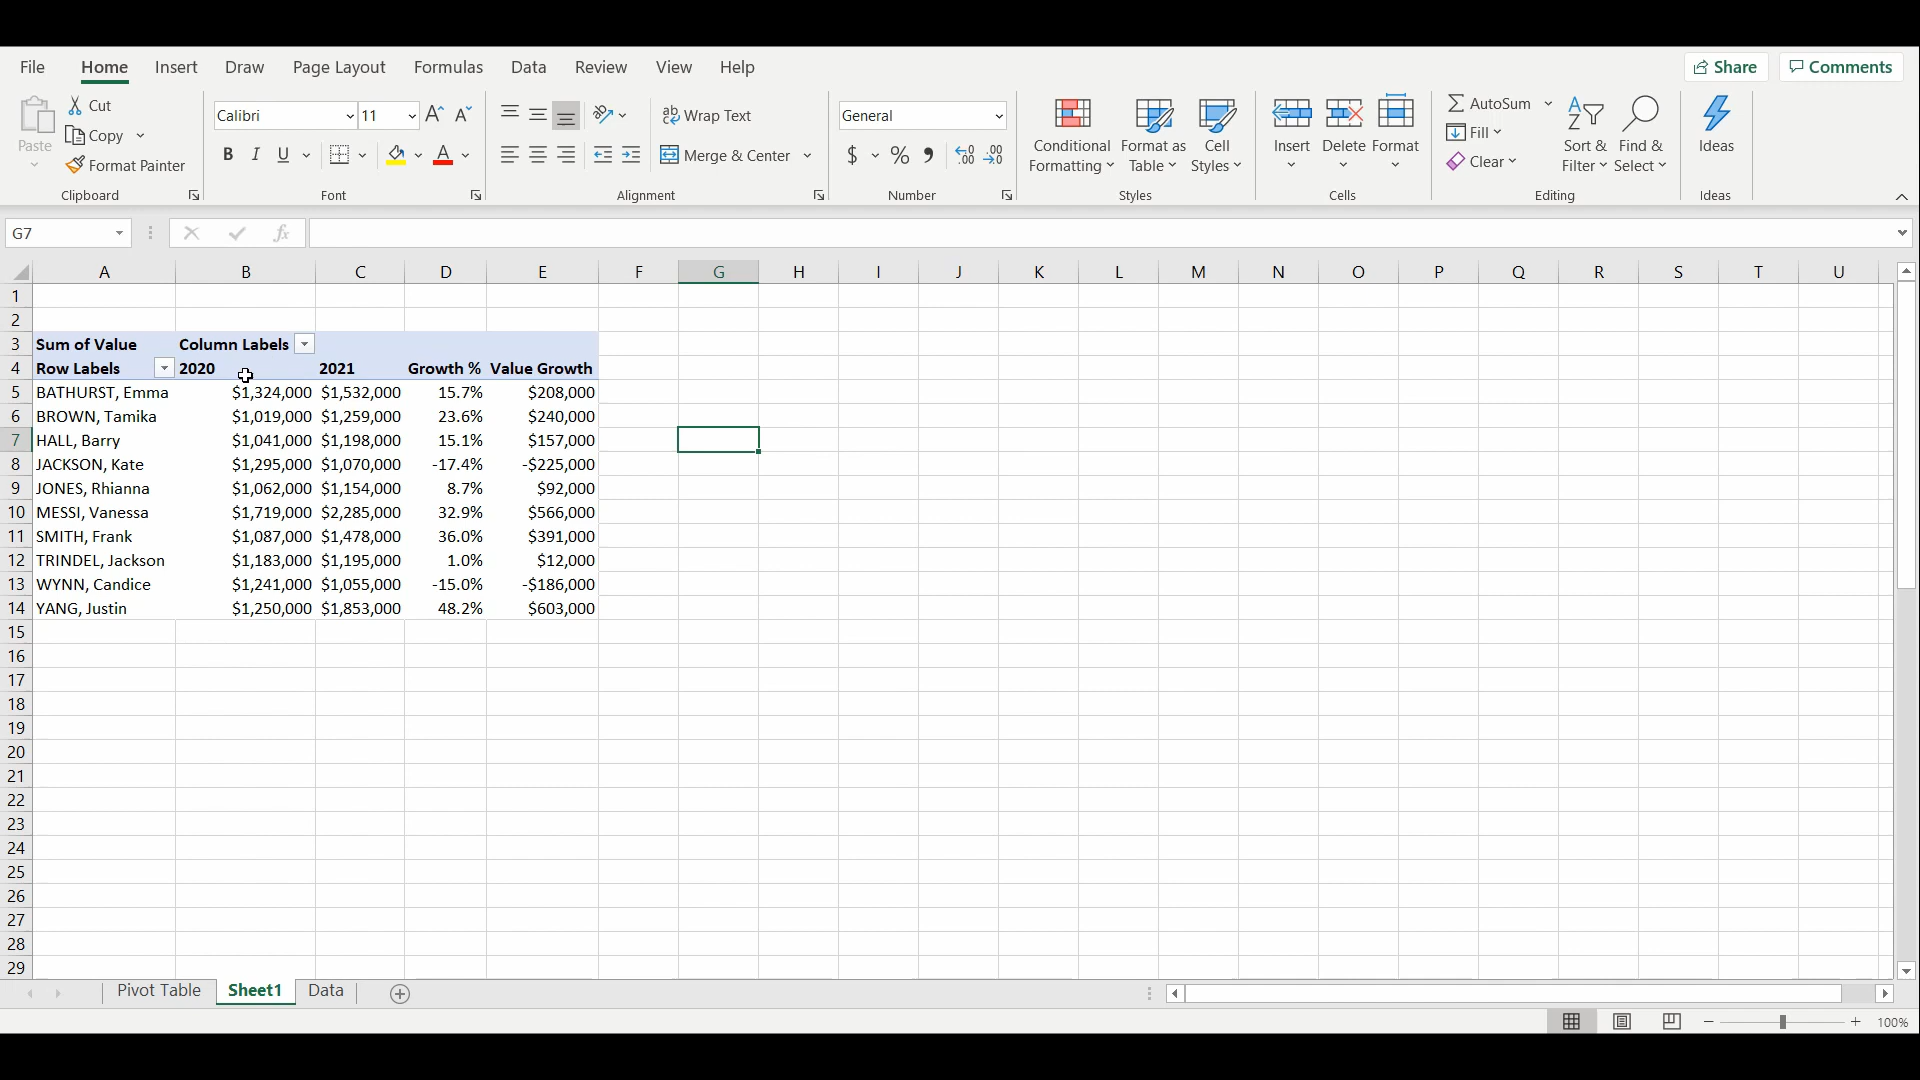 File Home Insert Draw Page Layout Formulas Data Review View Help Share Comments
Paste Cut Copy Format Painter Clipboard
Calibri 11 A A B I U A Font
ab Wrap Text Merge & Center Alignment
General $ % , .00 .00 Number
Conditional Formatting Format as Table Cell Styles Styles
Insert Delete Format Cells
AutoSum Fill Clear Sort & Filter Find & Select Editing
Ideas Ideas
G7 fx
A B C D E F G H I J K L M N O P Q R S T U
1
2
3 Sum of Value Column Labels
4 Row Labels 2020 2021 Growth % Value Growth
5 BATHURST, Emma $1,324,000 $1,532,000 15.7% $208,000
6 BROWN, Tamika $1,019,000 $1,259,000 23.6% $240,000
7 HALL, Barry $1,041,000 $1,198,000 15.1% $157,000
8 JACKSON, Kate $1,295,000 $1,070,000 -17.4% -$225,000
9 JONES, Rhianna $1,062,000 $1,154,000 8.7% $92,000
10 MESSI, Vanessa $1,719,000 $2,285,000 32.9% $566,000
11 SMITH, Frank $1,087,000 $1,478,000 36.0% $391,000
12 TRINDEL, Jackson $1,183,000 $1,195,000 1.0% $12,000
13 WYNN, Candice $1,241,000 $1,055,000 -15.0% -$186,000
14 YANG, Justin $1,250,000 $1,853,000 48.2% $603,000
15
16
17
18
19
20
21
22
23
24
25
26
27
28
29
Pivot Table Sheet1 Data
100%